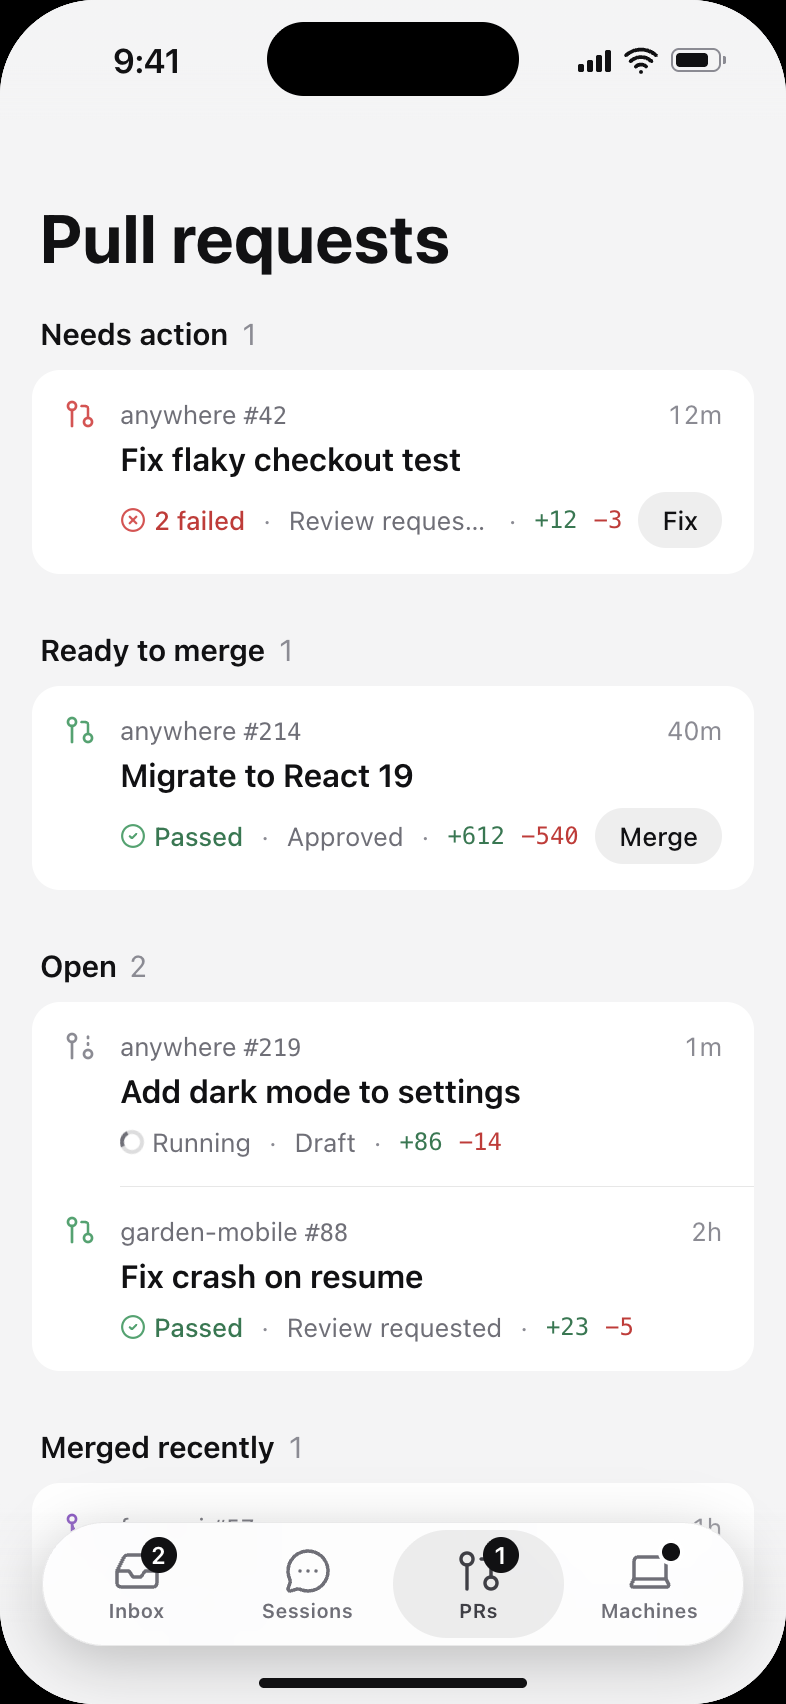 9:41
Pull requests
Needs action 1
anywhere #42 12m
Fix flaky checkout test
2 failed · Review reques... · +12 −3 Fix
Ready to merge 1
anywhere #214 40m
Migrate to React 19
Passed · Approved · +612 −540 Merge
Open 2
anywhere #219 1m
Add dark mode to settings
Running · Draft · +86 −14
garden-mobile #88 2h
Fix crash on resume
Passed · Review requested · +23 −5
Merged recently 1
1h
2 1
Inbox Sessions PRs Machines